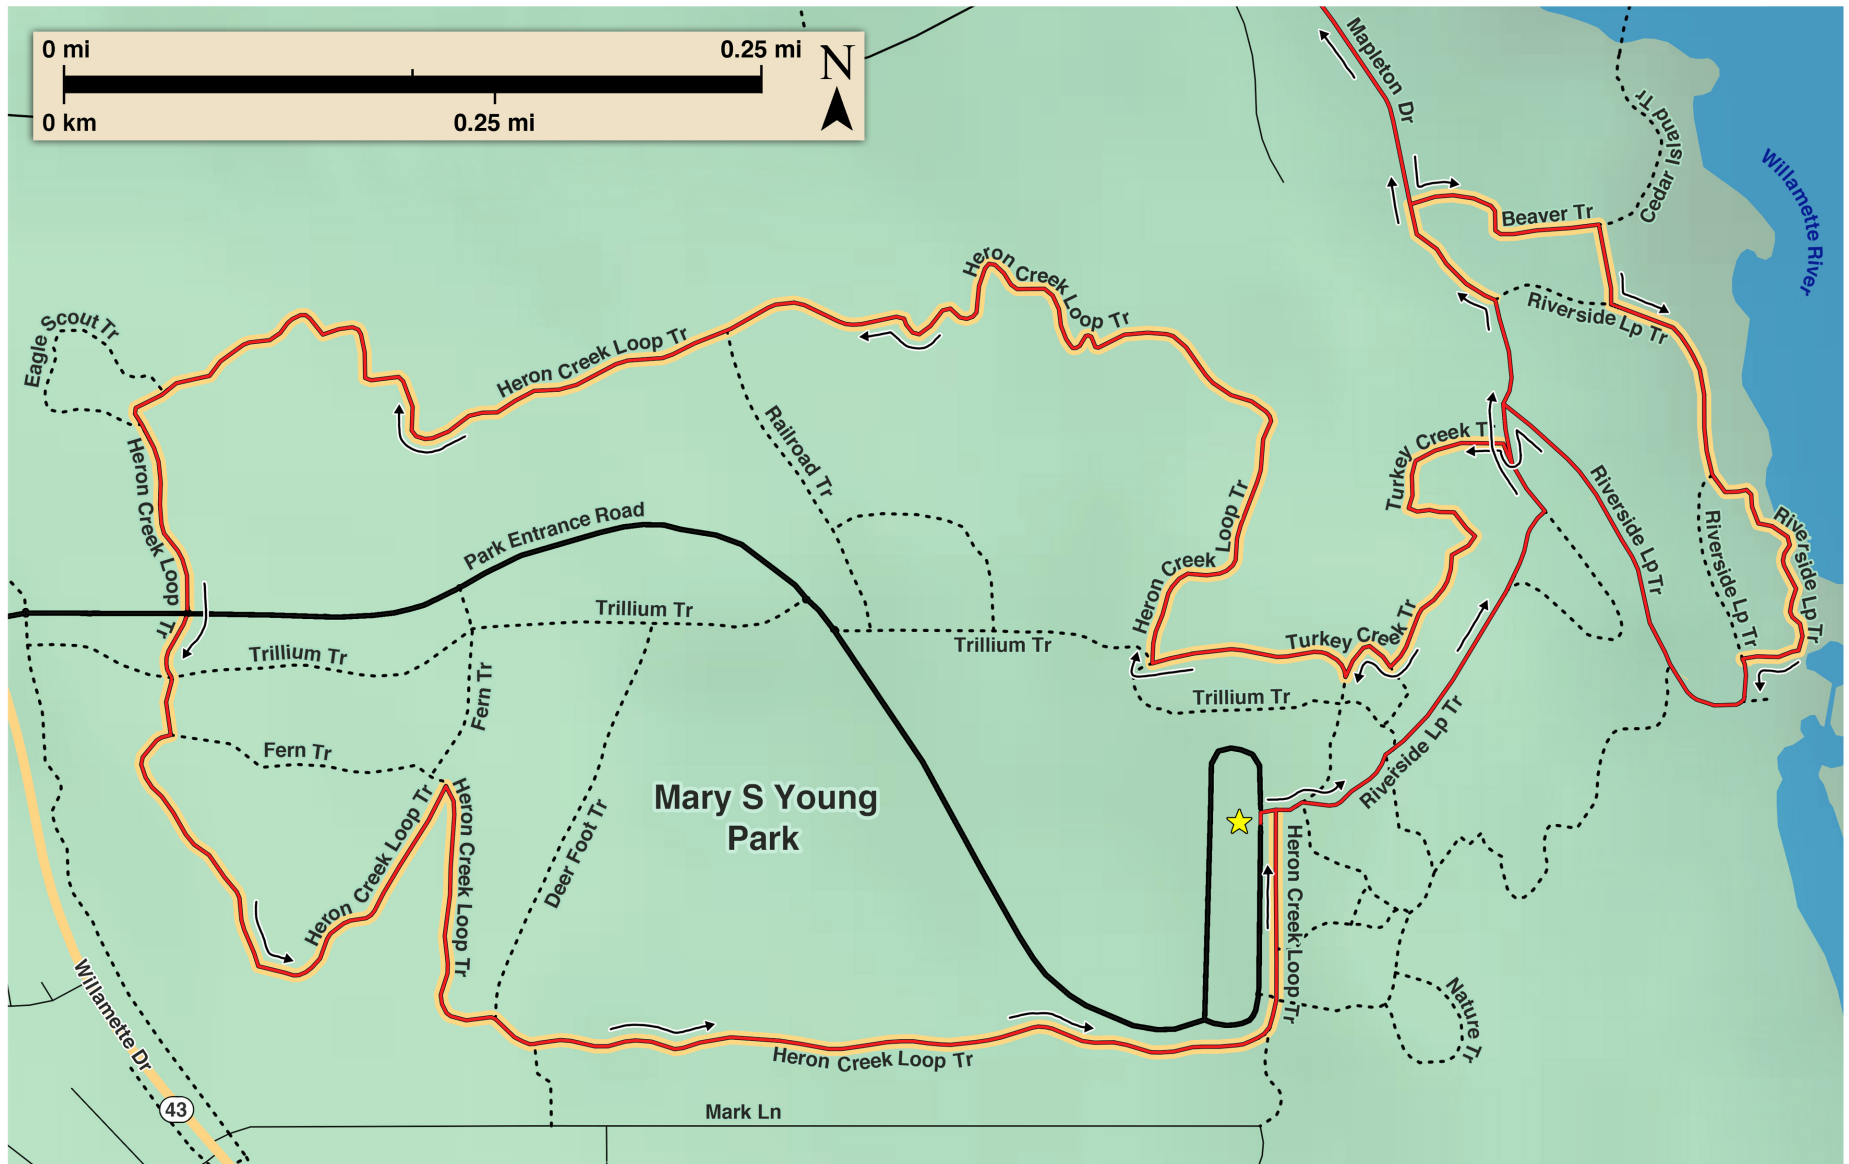 0 mi
0.25 mi
N
0 km
0.25 mi
Mapleton Dr
Cedar Island Tr
Willamette River
Beaver Tr
Heron Creek Loop Tr
Riverside Lp Tr
Eagle Scout Tr
Heron Creek Loop Tr
Railroad Tr
Turkey Creek T
Heron Creek Loop Tr
Riverside Lp Tr
Riverside Lp Tr
Riverside Lp Tr
Park Entrance Road
Heron Creek Loop Tr
Trillium Tr
Trillium Tr
Trillium Tr
Turkey Creek Tr
Fern Tr
Trillium Tr
Fern Tr
Riverside Lp Tr
Mary S Young
Park
Heron Creek Loop Tr
Heron Creek Loop Tr
Deer Foot Tr
Heron Creek Loop Tr
Nature Tr
Willamette Dr
Heron Creek Loop Tr
43
Mark Ln